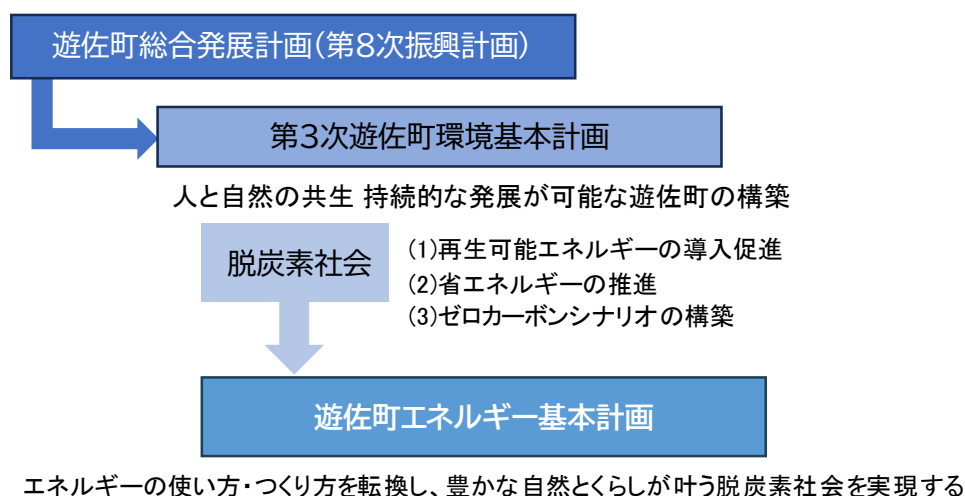 遊佐町総合発展計画(第8次振興計画)
第3次遊佐町環境基本計画
人と自然の共生 持続的な発展が可能な遊佐町の構築
脱炭素社会
(1)再生可能エネルギーの導入促進
(2)省エネルギーの推進
(3)ゼロカーボンシナリオの構築
遊佐町エネルギー基本計画
エネルギーの使い方・つくり方を転換し、豊かな自然とくらしが叶う脱炭素社会を実現する